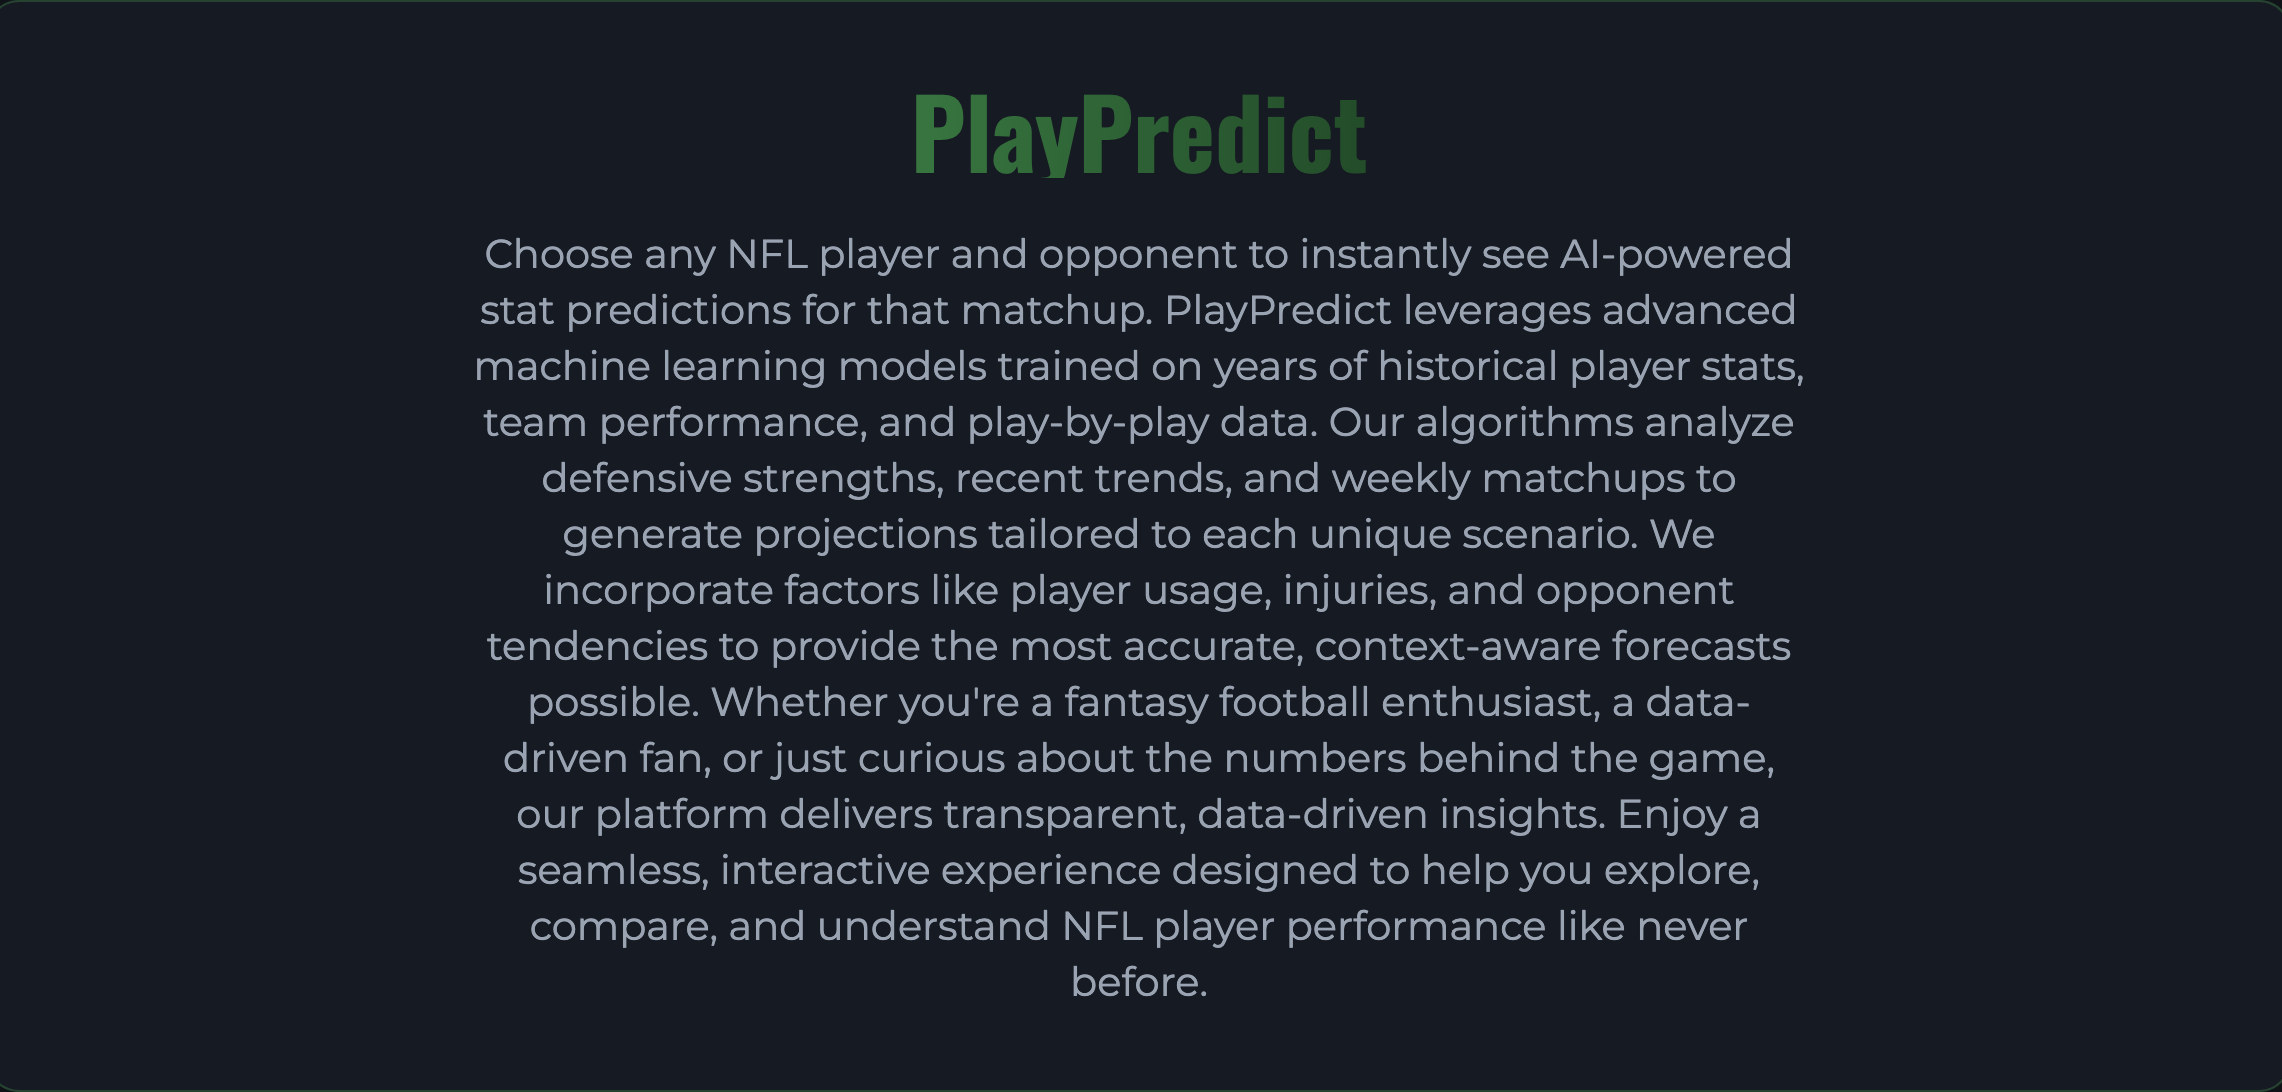 PlayPredict
Choose any NFL player and opponent to instantly see AI-powered
stat predictions for that matchup. PlayPredict leverages advanced
machine learning models trained on years of historical player stats,
team performance, and play-by-play data. Our algorithms analyze
defensive strengths, recent trends, and weekly matchups to
generate projections tailored to each unique scenario. We
incorporate factors like player usage, injuries, and opponent
tendencies to provide the most accurate, context-aware forecasts
possible. Whether you're a fantasy football enthusiast, a data-
driven fan, or just curious about the numbers behind the game,
our platform delivers transparent, data-driven insights. Enjoy a
seamless, interactive experience designed to help you explore,
compare, and understand NFL player performance like never
before.